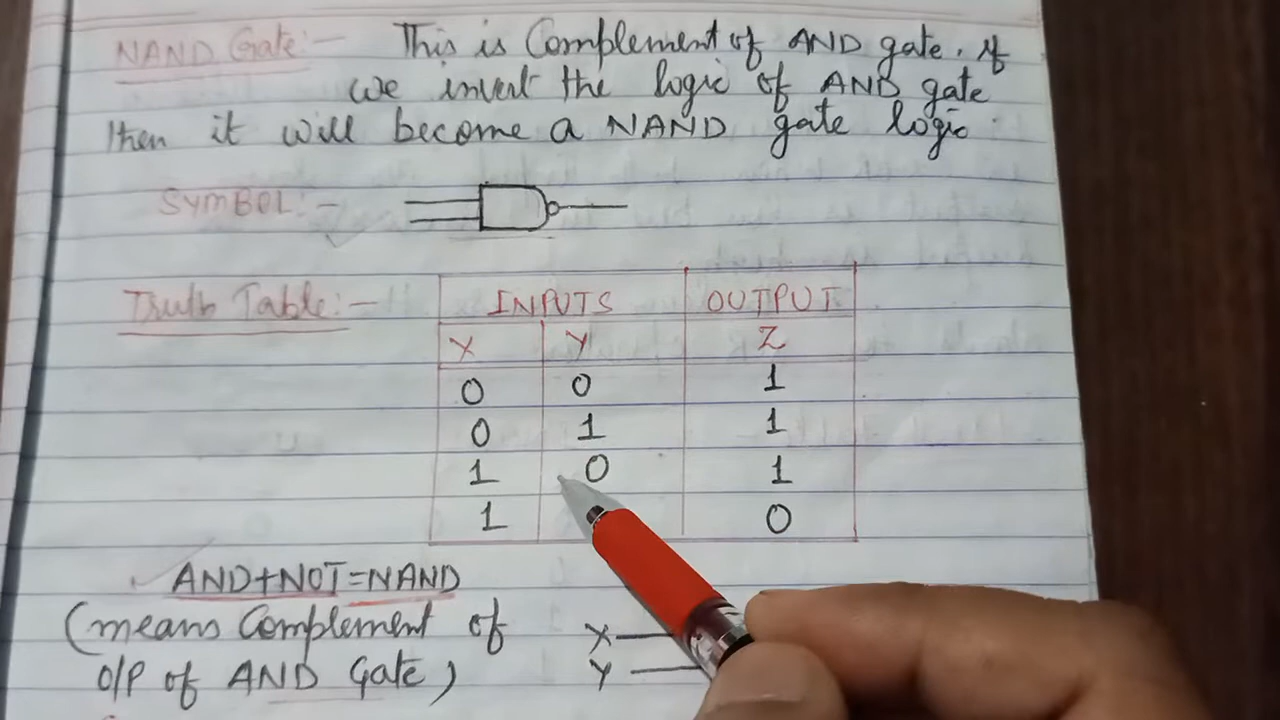 NAND Gate:- This is Complement of AND gate. If
we invert the logic of AND gate
then it will become a NAND gate logic
SYMBOL:-
Truth Table:-
INPUTS OUTPUT
X Y Z
0 0 1
0 1 1
1 0 1
1 0
AND+NOT=NAND
(means Complement of
O/P of AND Gate)
X
Y